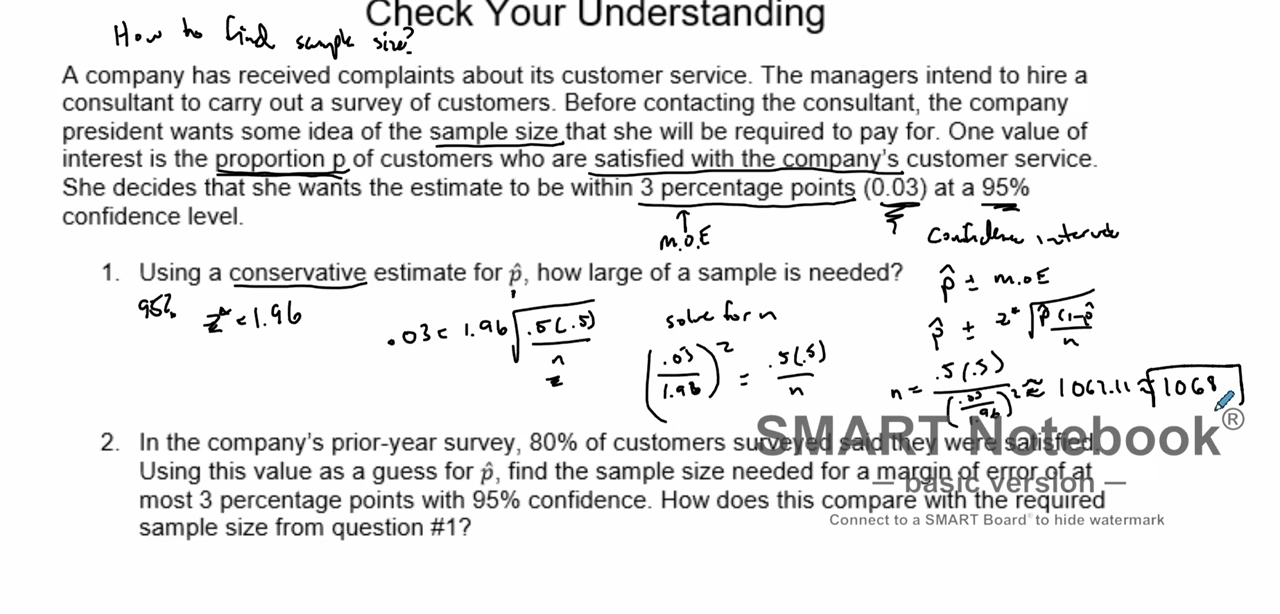 Check Your Understanding
How to find sample size?
A company has received complaints about its customer service. The managers intend to hire a
consultant to carry out a survey of customers. Before contacting the consultant, the company
president wants some idea of the sample size that she will be required to pay for. One value of
interest is the proportion p of customers who are satisfied with the company's customer service.
She decides that she wants the estimate to be within 3 percentage points (0.03) at a 95%
confidence level.
M.O.E
Confidence interval
1. Using a conservative estimate for p̂, how large of a sample is needed?
p̂ ± M.O.E
95% z* = 1.96
.03 = 1.96 √(.5(.5)/n)
solve for n
p̂ ± z* √(p̂(1-p̂)/n)
(.03/1.96)² = .5(.5)/n
n = .5(.5)/(.03/1.96)² ≈ 1067.11 ≈ 1068
SMART Notebook®
2. In the company's prior-year survey, 80% of customers surveyed said they were satisfied.
Using this value as a guess for p̂, find the sample size needed for a margin of error of at
— basic version —
most 3 percentage points with 95% confidence. How does this compare with the required
sample size from question #1?
Connect to a SMART Board® to hide watermark